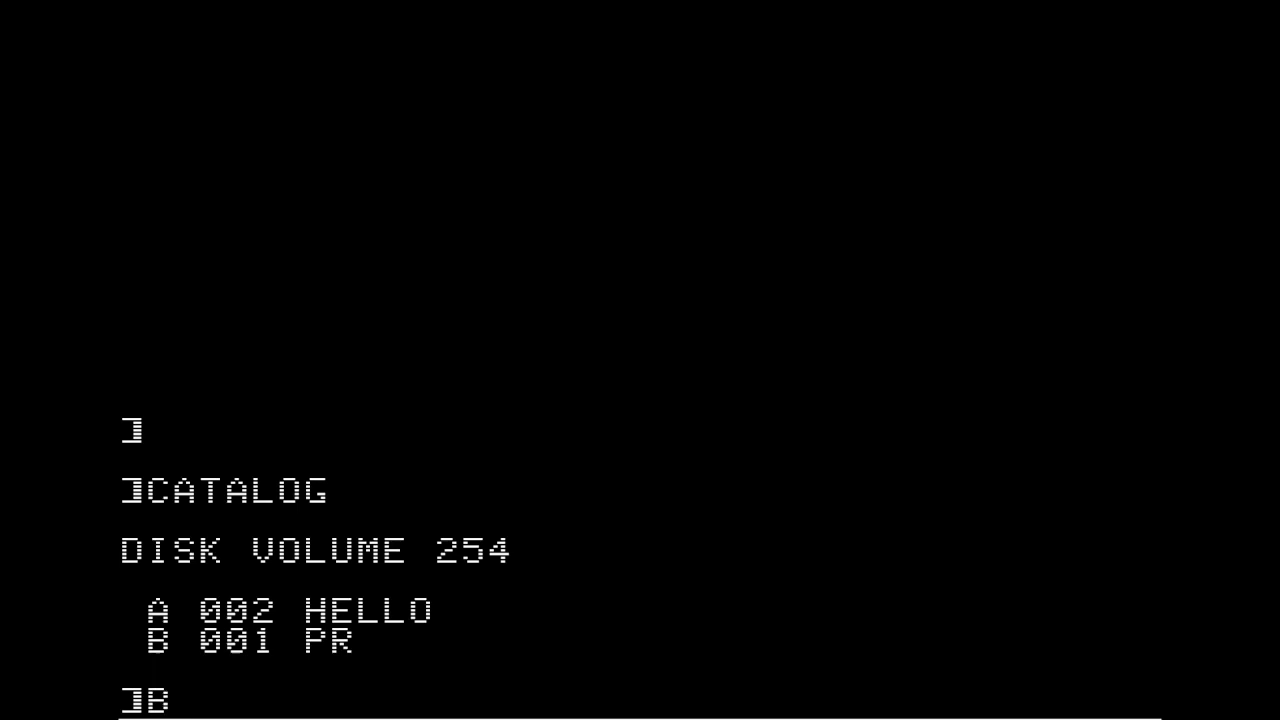 ]
]CATALOG
DISK VOLUME 254
A 002 HELLO
B 001 PR
]B